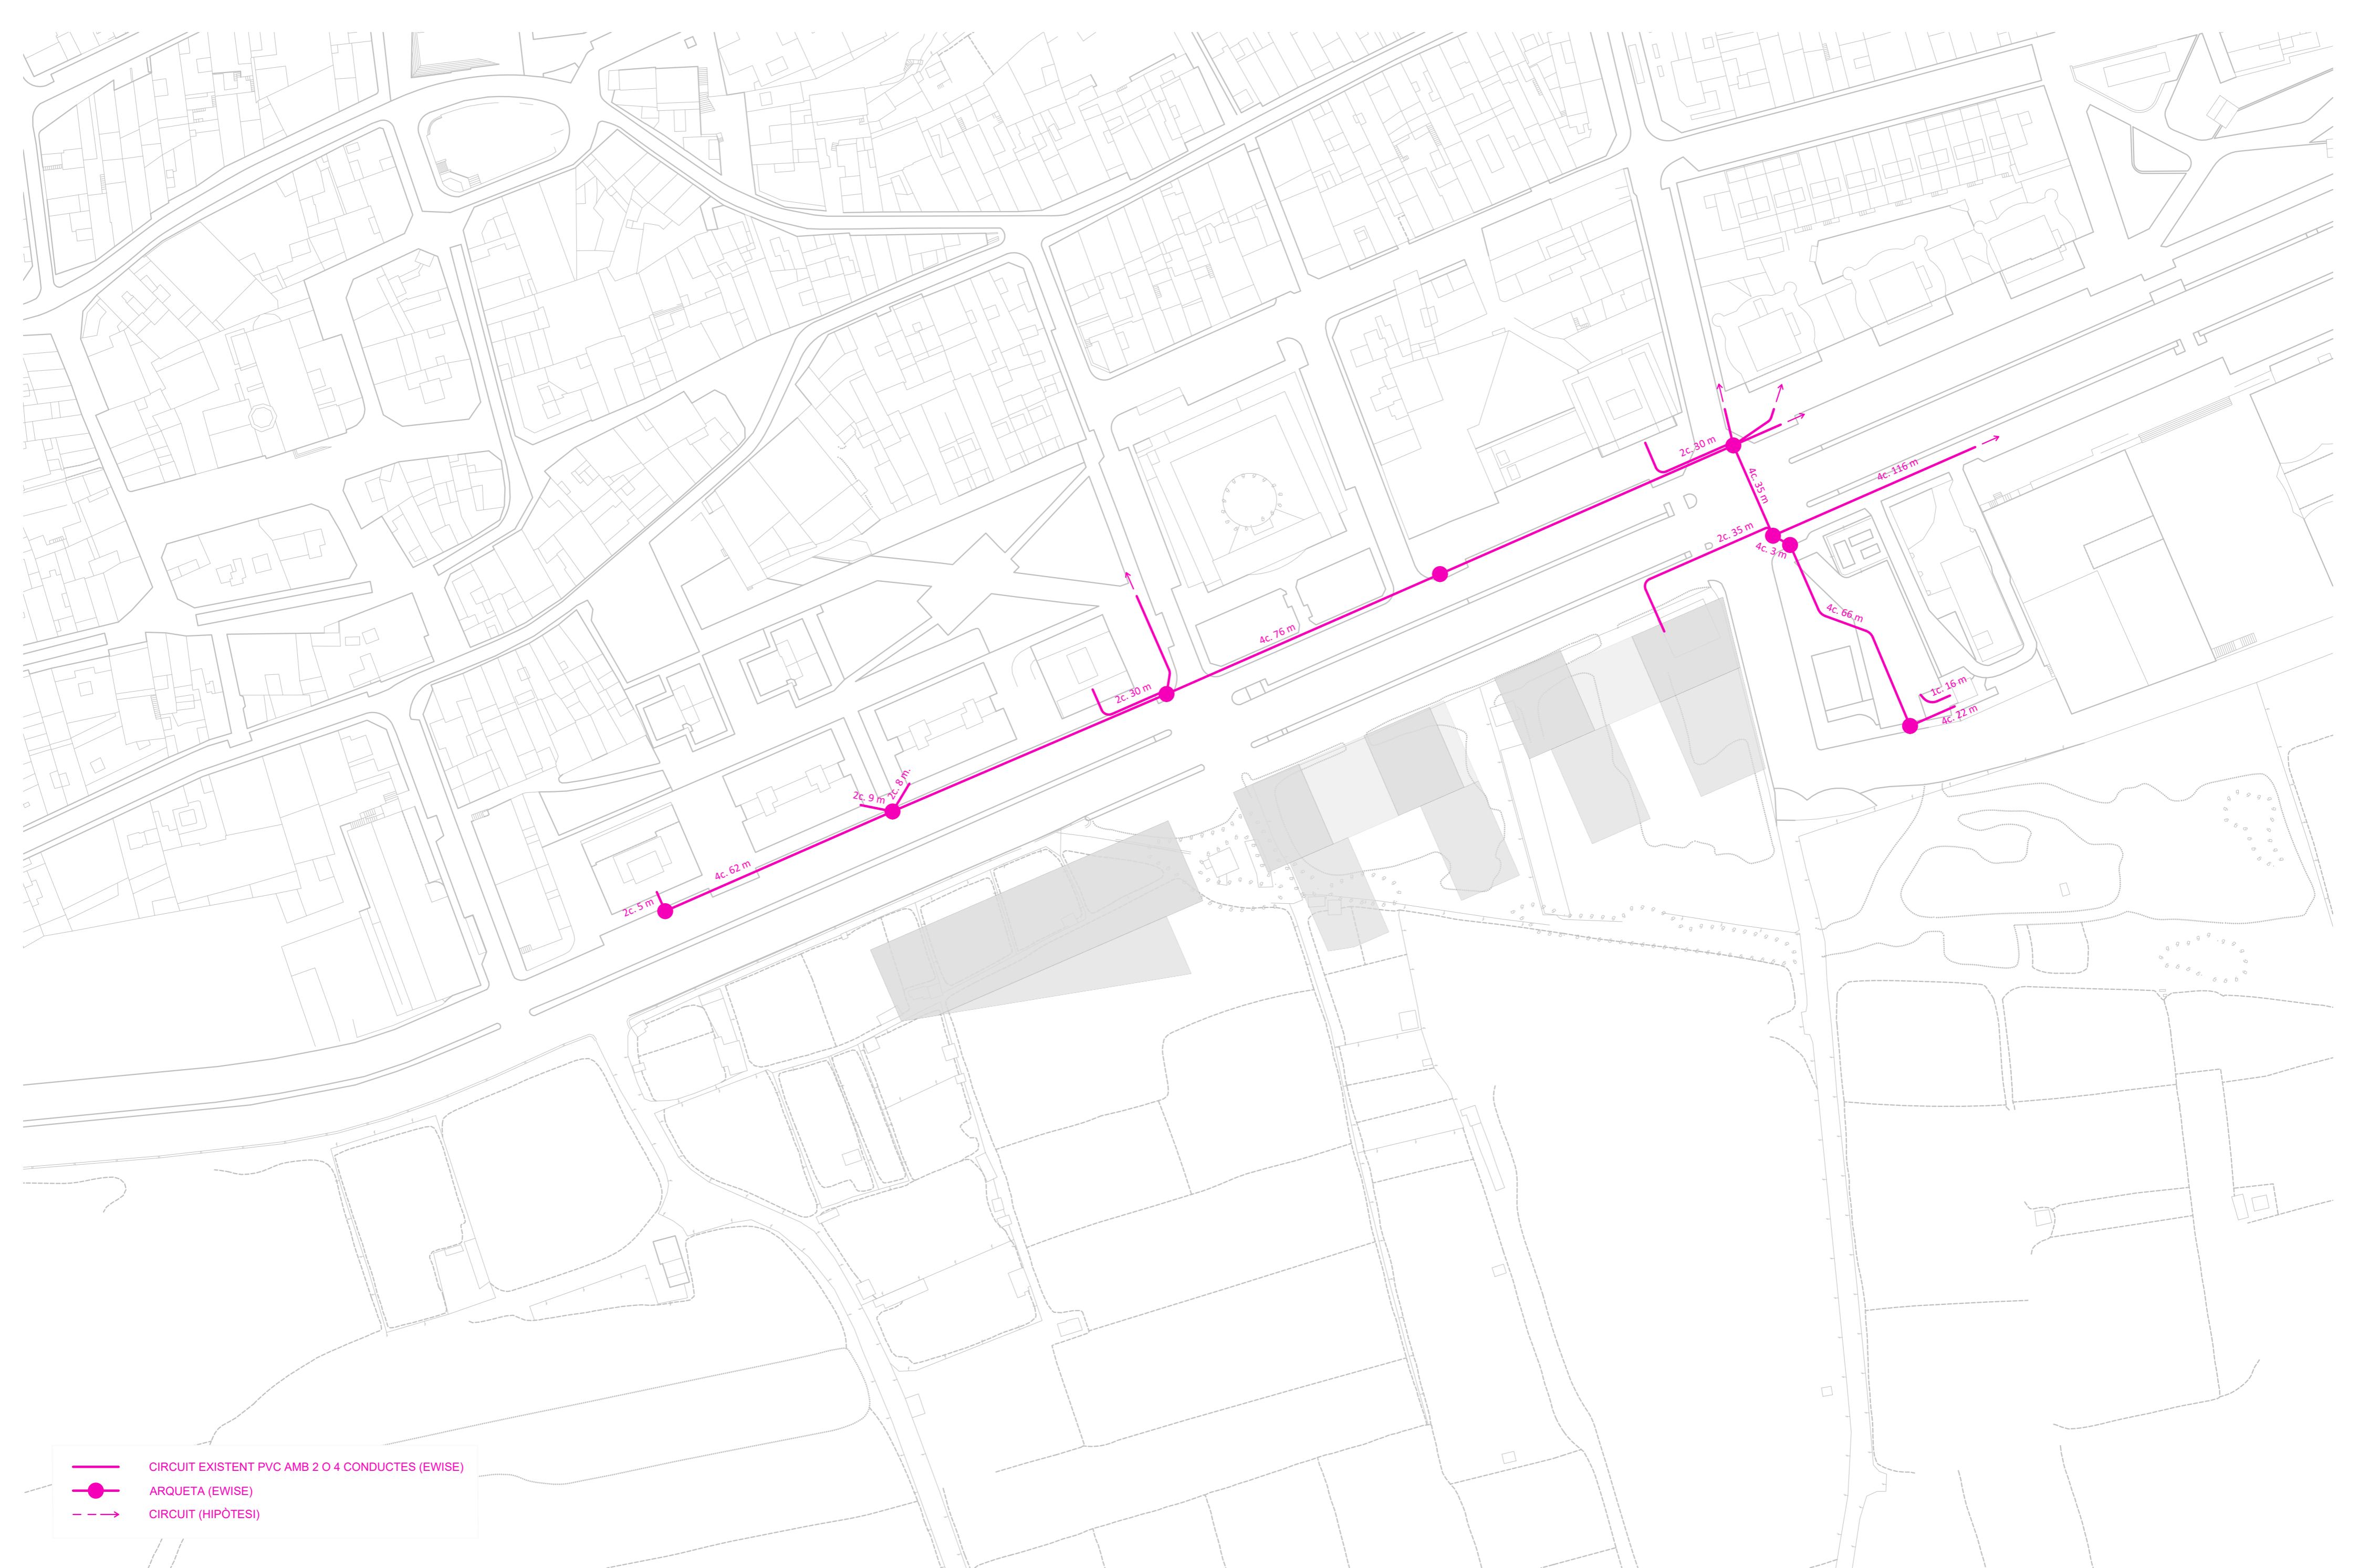 2c. 30 m
4c. 35 m
4c. 116 m
2c. 35 m
4c. 3 m
4c. 76 m
4c. 66 m
2c. 30 m
1c. 16 m
4c. 22 m
2c. 8 m.
2c. 9 m
4c. 62 m
2c. 5 m
CIRCUIT EXISTENT PVC AMB 2 O 4 CONDUCTES (EWISE)
ARQUETA (EWISE)
CIRCUIT (HIPÒTESI)